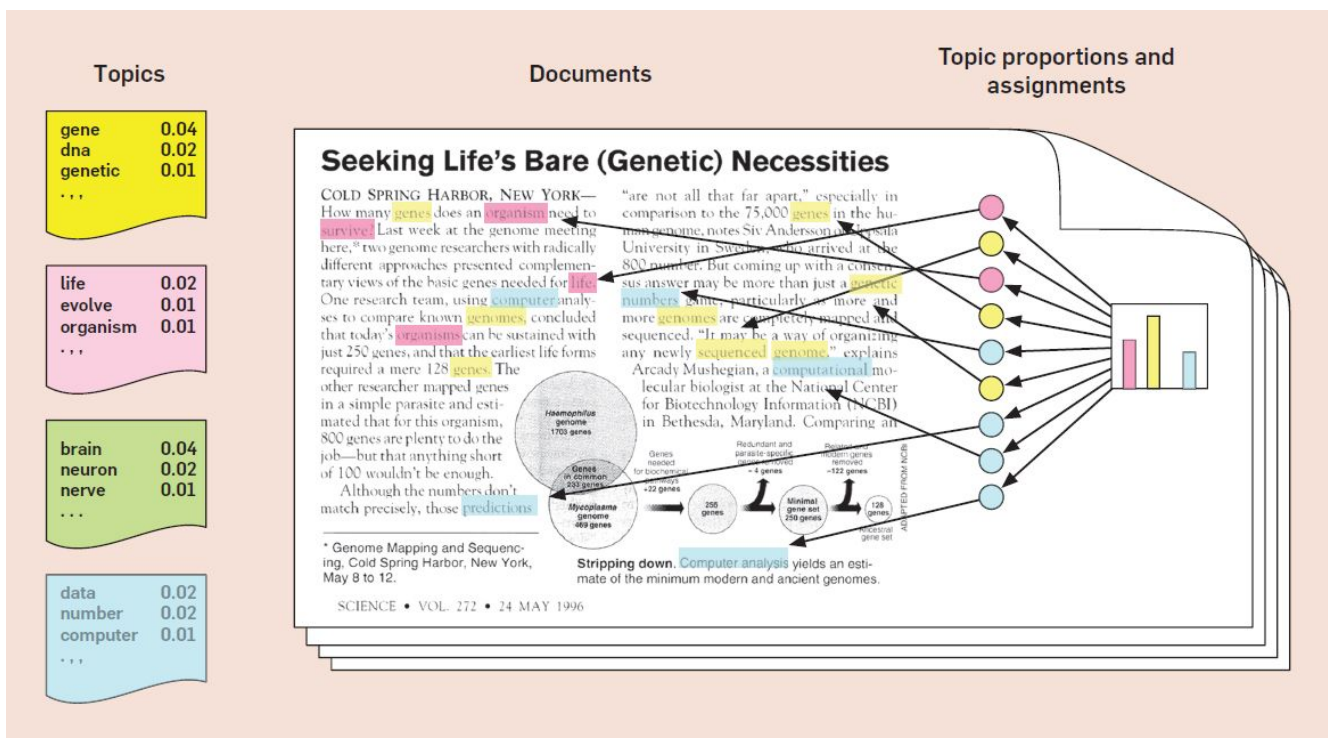 Topics
gene 0.04
dna 0.02
genetic 0.01
. , ,
life 0.02
evolve 0.01
organism 0.01
. , ,
brain 0.04
neuron 0.02
nerve 0.01
. . .
data 0.02
number 0.02
computer 0.01
. , ,
Documents
Topic proportions and
assignments
Seeking Life's Bare (Genetic) Necessities
COLD SPRING HARBOR, NEW YORK—
How many genes does an organism need to
survive? Last week at the genome meeting
here,* two genome researchers with radically
different approaches presented complemen-
tary views of the basic genes needed for life.
One research team, using computer analy-
ses to compare known genomes, concluded
that today's organisms can be sustained with
just 250 genes, and that the earliest life forms
required a mere 128 genes. The
other researcher mapped genes
in a simple parasite and esti-
mated that for this organism,
800 genes are plenty to do the
job—but that anything short
of 100 wouldn't be enough.
Although the numbers don't
match precisely, those predictions
* Genome Mapping and Sequenc-
ing, Cold Spring Harbor, New York,
May 8 to 12.
SCIENCE • VOL. 272 • 24 MAY 1996
"are not all that far apart," especially in
comparison to the 75,000 genes in the hu-
man genome, notes Siv Andersson of Uppsala
University in Sweden, who arrived at the
800 number. But coming up with a consen-
sus answer may be more than just a genetic
numbers game, particularly as more and
more genomes are completely mapped and
sequenced. "It may be a way of organizing
any newly sequenced genome," explains
Arcady Mushegian, a computational mo-
lecular biologist at the National Center
for Biotechnology Information (NCBI)
in Bethesda, Maryland. Comparing an
Haemophilus
genome
1703 genes
Genes
in common
233 genes
Mycoplasma
genome
469 genes
Genes
needed
for biochemical
pathways
+22 genes
255
genes
Redundant and
parasite-specific
genes removed
– 4 genes
Minimal
gene set
250 genes
Related and
modern genes
removed
–122 genes
128
genes
Ancestral
gene set
ADAPTED FROM NCBI
Stripping down. Computer analysis yields an esti-
mate of the minimum modern and ancient genomes.